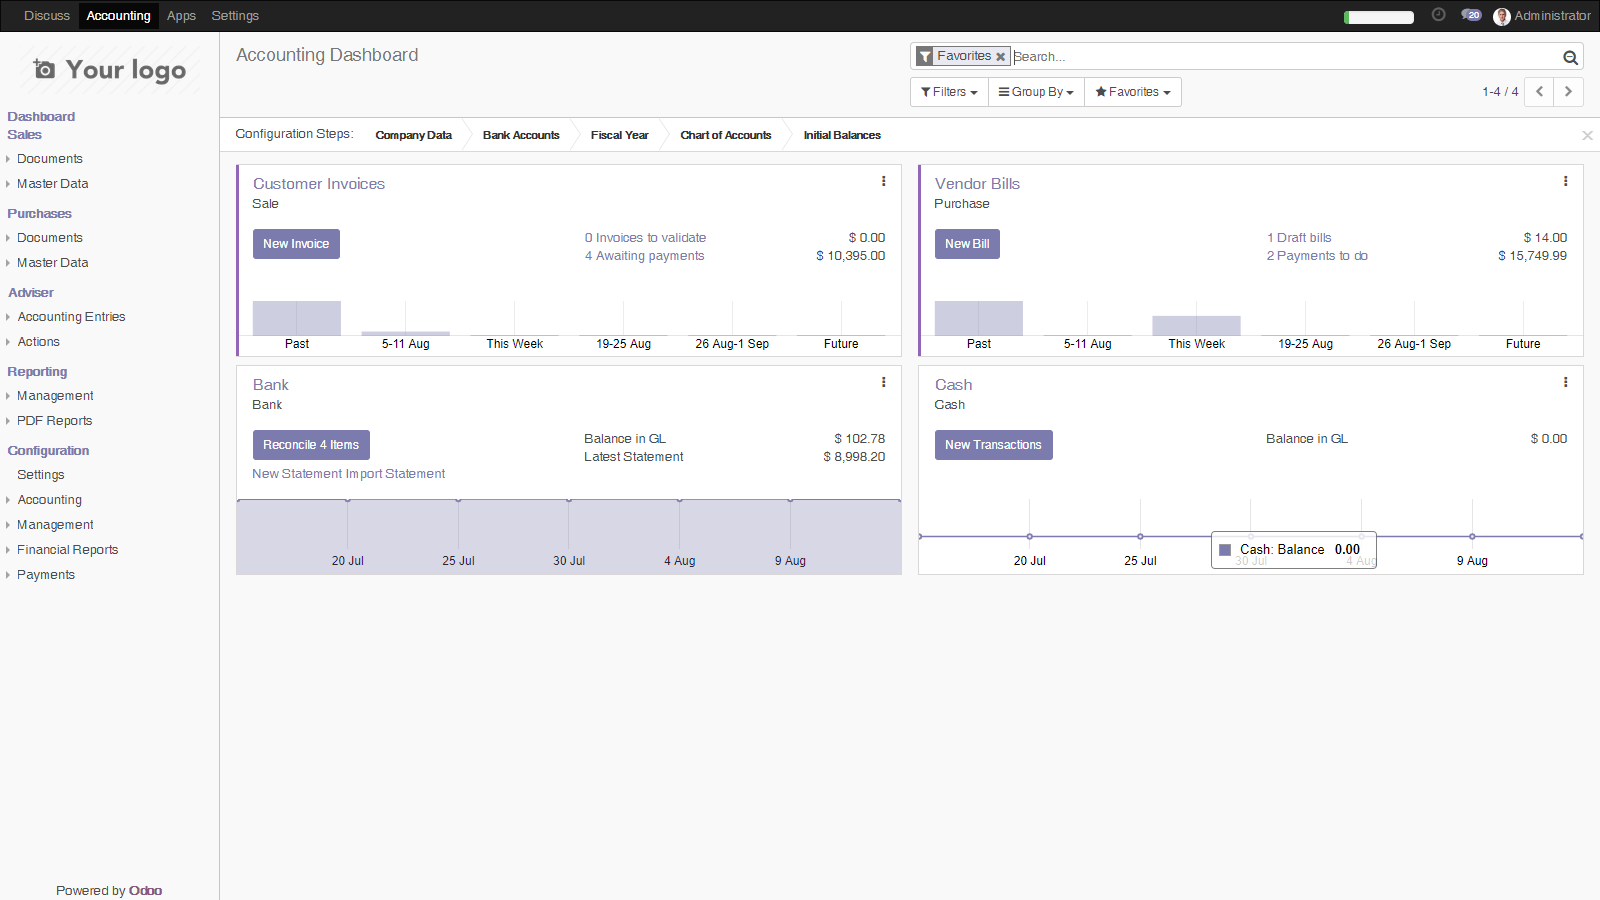 Discuss Accounting Apps Settings
20 Administrator
Your logo
Accounting Dashboard
Favorites Search...
Filters Group By Favorites
1-4 / 4
Dashboard
Sales
Documents
Master Data
Purchases
Documents
Master Data
Adviser
Accounting Entries
Actions
Reporting
Management
PDF Reports
Configuration
Settings
Accounting
Management
Financial Reports
Payments
Powered by Odoo
Configuration Steps: Company Data Bank Accounts Fiscal Year Chart of Accounts Initial Balances
Customer Invoices
Sale
New Invoice
0 Invoices to validate $ 0.00
4 Awaiting payments $ 10,395.00
Past 5-11 Aug This Week 19-25 Aug 26 Aug-1 Sep Future
Vendor Bills
Purchase
New Bill
1 Draft bills $ 14.00
2 Payments to do $ 15,749.99
Past 5-11 Aug This Week 19-25 Aug 26 Aug-1 Sep Future
Bank
Bank
Reconcile 4 Items
New Statement Import Statement
Balance in GL $ 102.78
Latest Statement $ 8,998.20
20 Jul 25 Jul 30 Jul 4 Aug 9 Aug
Cash
Cash
New Transactions
Balance in GL $ 0.00
Cash: Balance 0.00
20 Jul 25 Jul 30 Jul 4 Aug 9 Aug